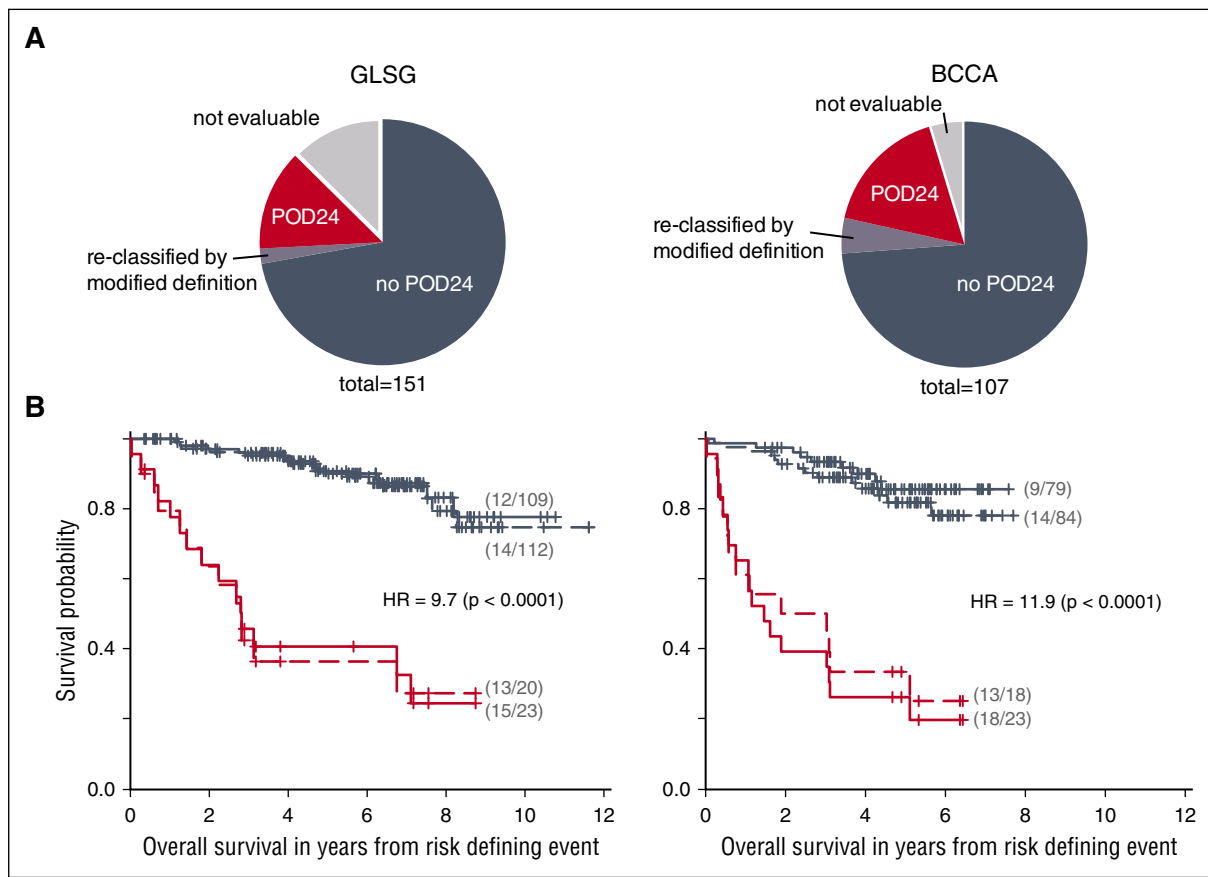 A
GLSG
not evaluable
POD24
re-classified by
modified definition
no POD24
total=151
BCCA
not evaluable
POD24
re-classified by
modified definition
no POD24
total=107
B
Survival probability
0.8
0.4
0.0
(12/109)
(14/112)
HR = 9.7 (p < 0.0001)
(13/20)
(15/23)
0 2 4 6 8 10 12
Overall survival in years from risk defining event
0.8
0.4
0.0
(9/79)
(14/84)
HR = 11.9 (p < 0.0001)
(13/18)
(18/23)
0 2 4 6 8 10 12
Overall survival in years from risk defining event